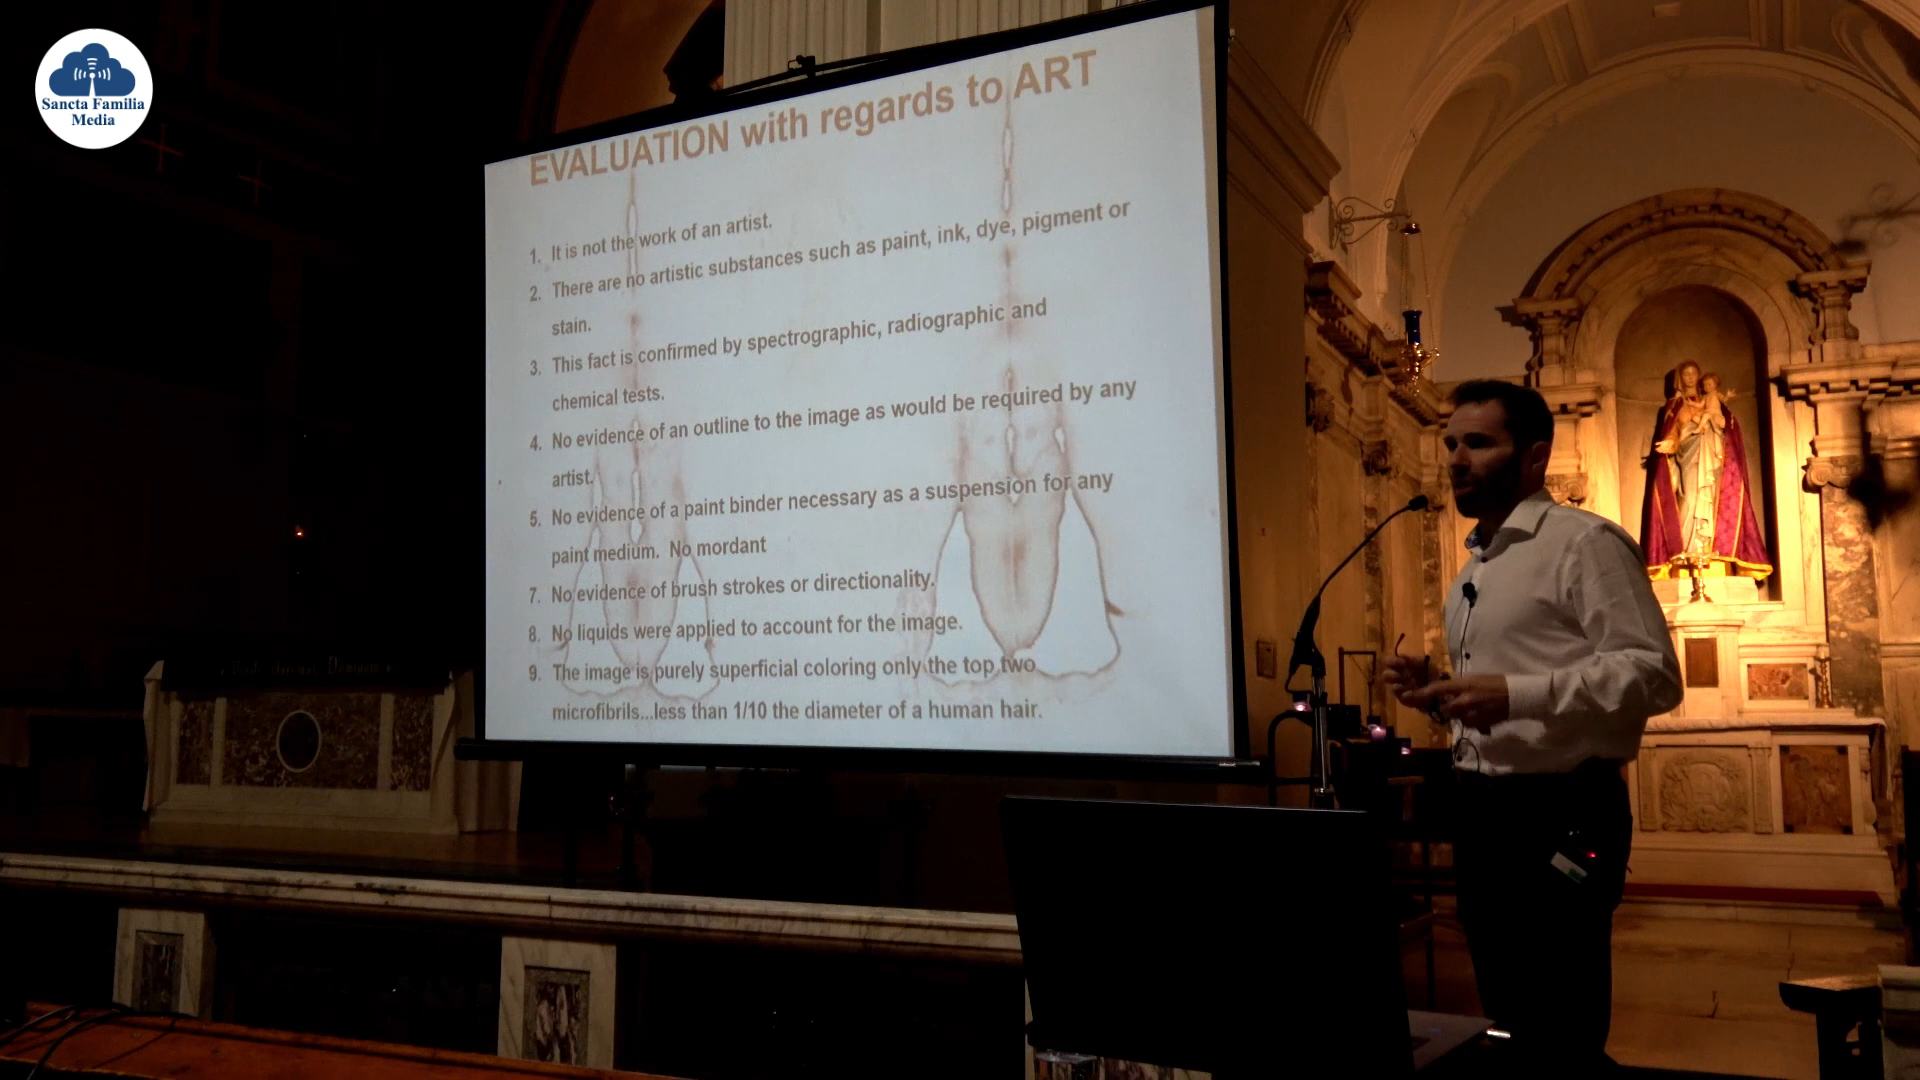 Sancta Familia
Media
EVALUATION with regards to ART
1. It is not the work of an artist.
2. There are no artistic substances such as paint, ink, dye, pigment or
stain.
3. This fact is confirmed by spectrographic, radiographic and
chemical tests.
4. No evidence of an outline to the image as would be required by any
artist.
5. No evidence of a paint binder necessary as a suspension for any
paint medium. No mordant
7. No evidence of brush strokes or directionality.
8. No liquids were applied to account for the image.
9. The image is purely superficial coloring only the top two
microfibrils...less than 1/10 the diameter of a human hair.